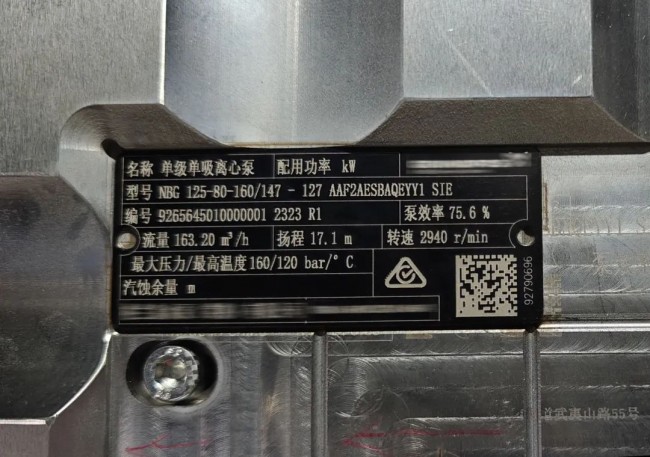 名称 单级单吸离心泵 配用功率 kW
型号 NBG 125-80-160/147 - 127 AAF2AESBAQEYY1 SIE
编号 9265645010000001 2323 R1 泵效率 75.6 %
流量 163.20 m³/h 扬程 17.1 m 转速 2940 r/min
最大压力/最高温度 160/120 bar/° C
汽蚀余量 m
92790696
武夷山路55号